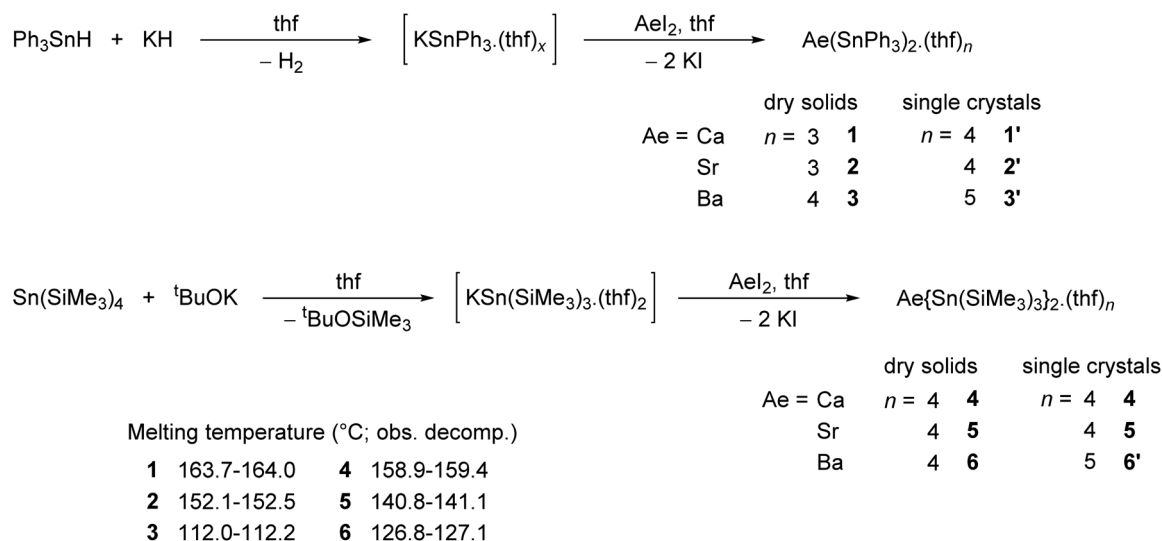 thf AeI₂, thf
Ph₃SnH + KH [KSnPh₃.(thf)ₓ] Ae(SnPh₃)₂.(thf)ₙ
– H₂ – 2 KI
dry solids single crystals
Ae = Ca n = 3 1 n = 4 1'
Sr 3 2 4 2'
Ba 4 3 5 3'
thf AeI₂, thf
Sn(SiMe₃)₄ + ᵗBuOK [KSn(SiMe₃)₃.(thf)₂] Ae{Sn(SiMe₃)₃}₂.(thf)ₙ
– ᵗBuOSiMe₃ – 2 KI
dry solids single crystals
Ae = Ca n = 4 4 n = 4 4
Sr 4 5 4 5
Ba 4 6 5 6'
Melting temperature (°C; obs. decomp.)
1 163.7-164.0 4 158.9-159.4
2 152.1-152.5 5 140.8-141.1
3 112.0-112.2 6 126.8-127.1